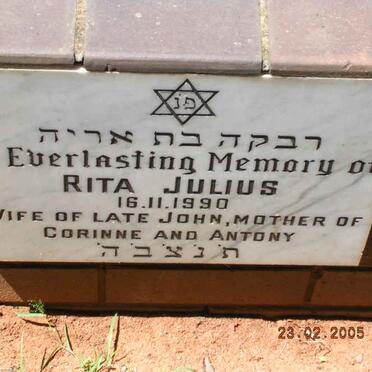 פנ
רבקה בת אריה
Everlasting Memory of
RITA JULIUS
16.11.1990
WIFE OF LATE JOHN, MOTHER OF
CORINNE AND ANTONY
תנצבה
23.02.2005